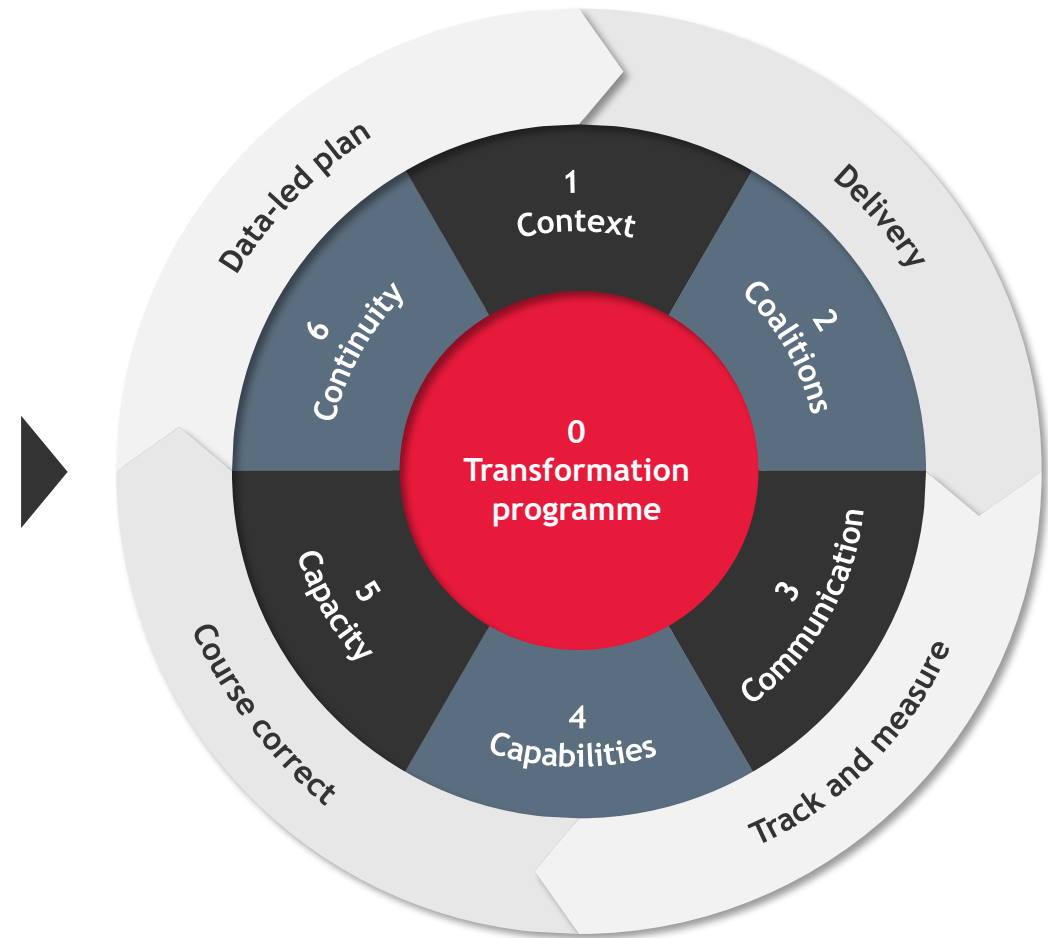 0
Transformation
programme
1
Context
2
Coalitions
3
Communication
4
Capabilities
5
Capacity
6
Continuity
Data-led plan
Delivery
Track and measure
Course correct